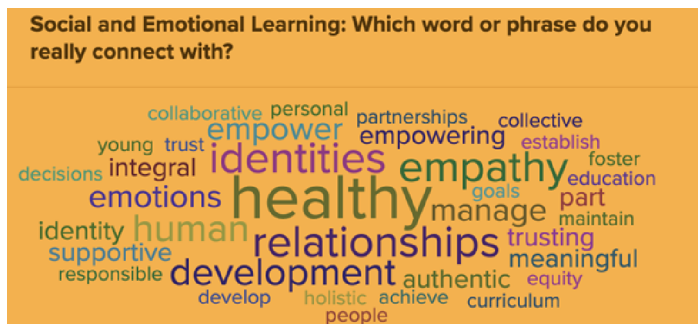 Social and Emotional Learning: Which word or phrase do you
really connect with?
collaborative personal partnerships collective
young trust empower empowering establish
decisions integral identities empathy foster
education
emotions healthy goals part
manage maintain
identity human relationships trusting
supportive meaningful
responsible development authentic equity
develop holistic achieve curriculum
people